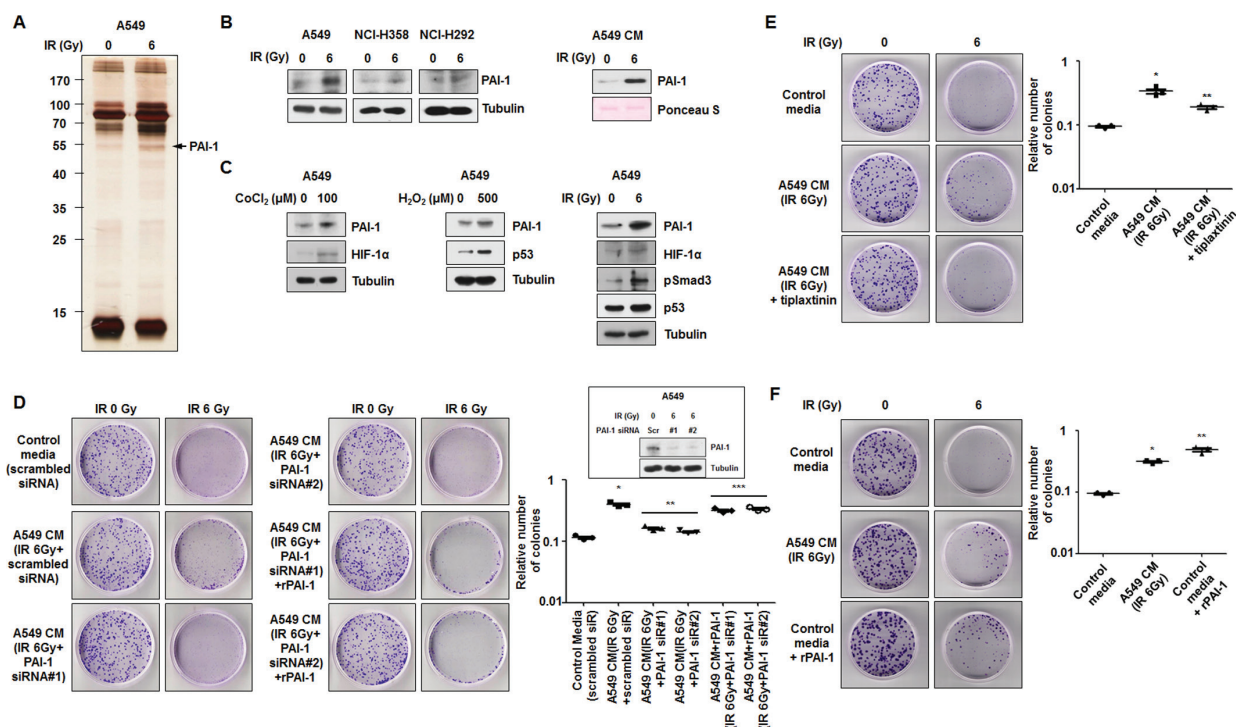 A
A549
IR (Gy) 0 6
170
100
70
55
40
35
25
15
PAI-1
B
A549 NCI-H358 NCI-H292
IR (Gy) 0 6 0 6 0 6
PAI-1
Tubulin
A549 CM
IR (Gy) 0 6
PAI-1
Ponceau S
C
A549
CoCl₂ (µM) 0 100
PAI-1
HIF-1α
Tubulin
A549
H₂O₂ (µM) 0 500
PAI-1
p53
Tubulin
A549
IR (Gy) 0 6
PAI-1
HIF-1α
pSmad3
p53
Tubulin
D
IR 0 Gy IR 6 Gy
Control
media
(scrambled
siRNA)
A549 CM
(IR 6Gy+
scrambled
siRNA)
A549 CM
(IR 6Gy+
PAI-1
siRNA#1)
IR 0 Gy IR 6 Gy
A549 CM
(IR 6Gy+
PAI-1
siRNA#2)
A549 CM
(IR 6Gy+
PAI-1
siRNA#1)
+rPAI-1
A549 CM
(IR 6Gy+
PAI-1
siRNA#2)
+rPAI-1
A549
IR (Gy) 0 6 6
PAI-1 siRNA Scr #1 #2
PAI-1
Tubulin
Relative number
of colonies
1
0.1
0.01
*
**
***
Control Media
(scrambled siR)
A549 CM(IR 6Gy
+scrambled siR)
A549 CM(IR 6Gy
+PAI-1 siR#1)
A549 CM(IR 6Gy
+PAI-1 siR#2)
A549 CM+rPAI-1
(IR 6Gy+PAI-1 siR#1)
A549 CM+rPAI-1
(IR 6Gy+PAI-1 siR#2)
E
IR (Gy) 0 6
Control
media
A549 CM
(IR 6Gy)
A549 CM
(IR 6Gy)
+ tiplaxtinin
Relative number
of colonies
1
0.1
0.01
*
**
Control
media
A549 CM
(IR 6Gy)
A549 CM
(IR 6Gy)
+ tiplaxtinin
F
IR (Gy) 0 6
Control
media
A549 CM
(IR 6Gy)
Control
media
+ rPAI-1
Relative number
of colonies
1
0.1
0.01
*
**
Control
media
A549 CM
(IR 6Gy)
Control
media
+ rPAI-1